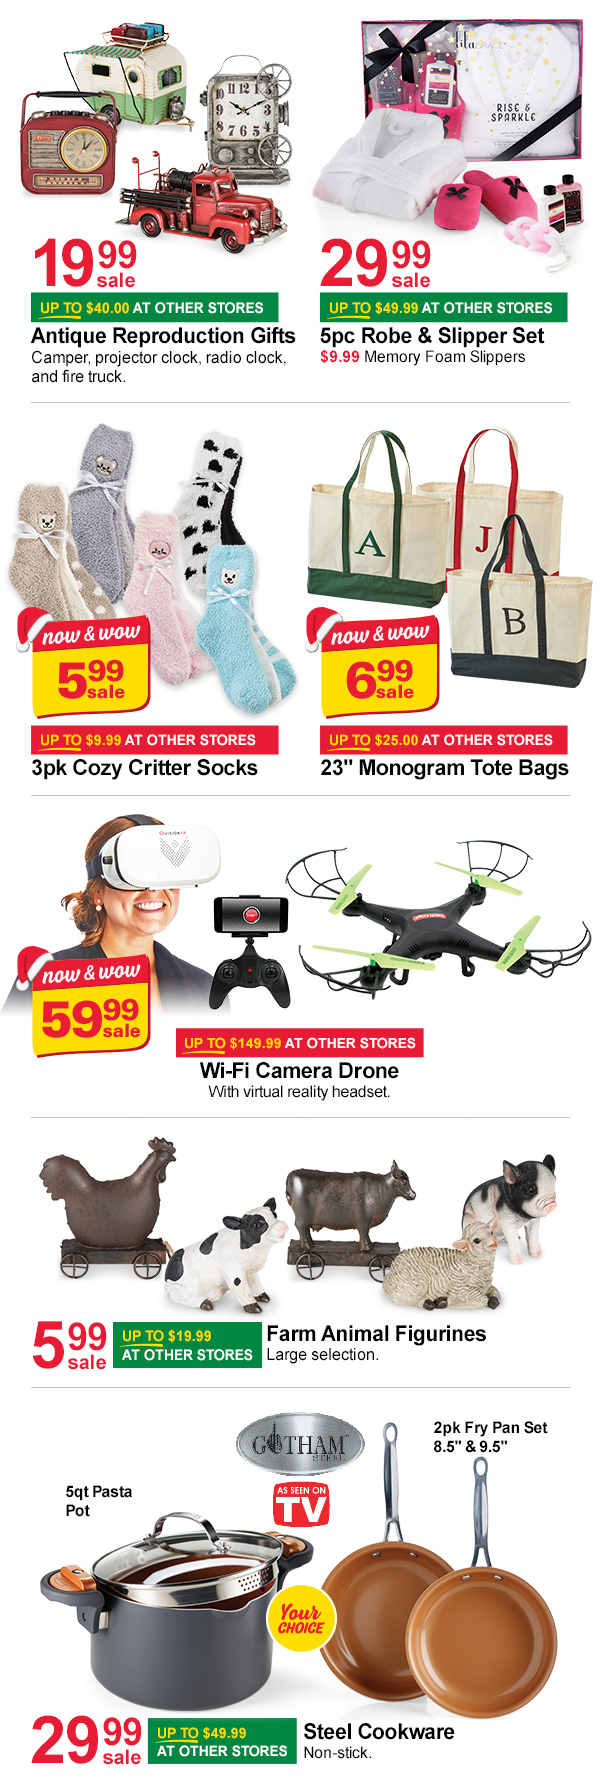 19.99
sale
UP TO $40.00 AT OTHER STORES
Antique Reproduction Gifts
Camper, projector clock, radio clock,
and fire truck.
lilaGRACE
RISE &
SPARKLE
29.99
sale
UP TO $49.99 AT OTHER STORES
5pc Robe & Slipper Set
$9.99 Memory Foam Slippers
now & wow
5.99
sale
UP TO $9.99 AT OTHER STORES
3pk Cozy Critter Socks
A
J
B
now & wow
6.99
sale
UP TO $25.00 AT OTHER STORES
23" Monogram Tote Bags
now & wow
59.99
sale
UP TO $149.99 AT OTHER STORES
Wi-Fi Camera Drone
With virtual reality headset.
5.99
sale
UP TO $19.99
AT OTHER STORES
Farm Animal Figurines
Large selection.
GOTHAM
STEEL
AS SEEN ON
TV
2pk Fry Pan Set
8.5" & 9.5"
5qt Pasta
Pot
Your
CHOICE
29.99
sale
UP TO $49.99
AT OTHER STORES
Steel Cookware
Non-stick.